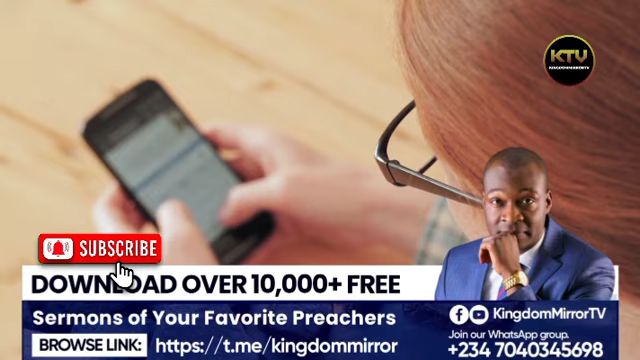 KTV
KINGDOMMIRRORTV
SUBSCRIBE
DOWNLOAD OVER 10,000+ FREE
Sermons of Your Favorite Preachers
BROWSE LINK: https://t.me/kingdommirror
KingdomMirrorTV
Join our WhatsApp group.
+234 7040345698